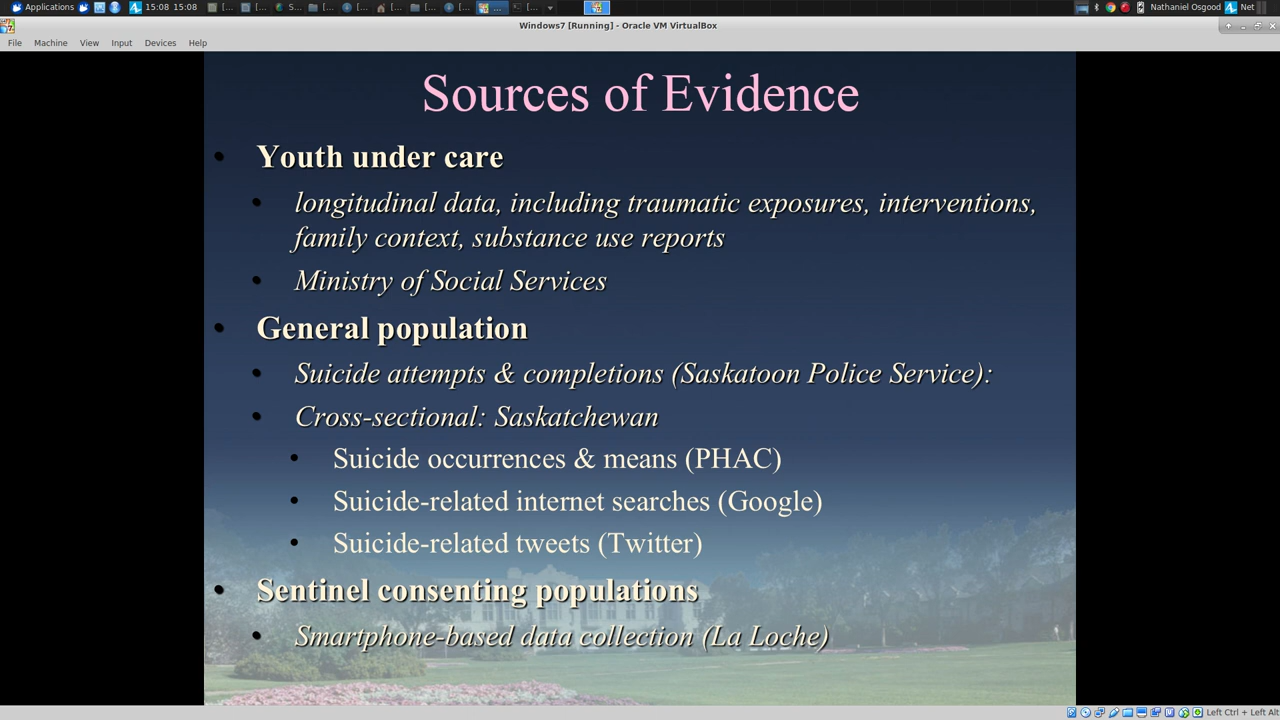 Applications
15:08 15:08
[...
[...
S...
[...
[...
[...
[...
[...
[...
[...
Nathaniel Osgood
Net
Windows7 [Running] - Oracle VM VirtualBox
File Machine View Input Devices Help
Sources of Evidence
• Youth under care
• longitudinal data, including traumatic exposures, interventions,
family context, substance use reports
• Ministry of Social Services
• General population
• Suicide attempts & completions (Saskatoon Police Service):
• Cross-sectional: Saskatchewan
• Suicide occurrences & means (PHAC)
• Suicide-related internet searches (Google)
• Suicide-related tweets (Twitter)
• Sentinel consenting populations
• Smartphone-based data collection (La Loche)
Left Ctrl + Left Alt